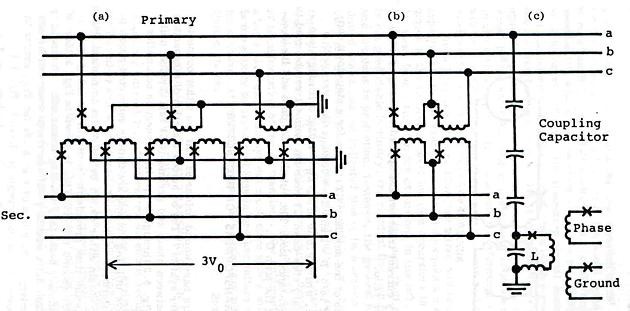 (a) Primary (b) (c)
a
b
c
Coupling
Capacitor
a
b
c
Sec.
a
b
c
3V0
L
Phase
Ground